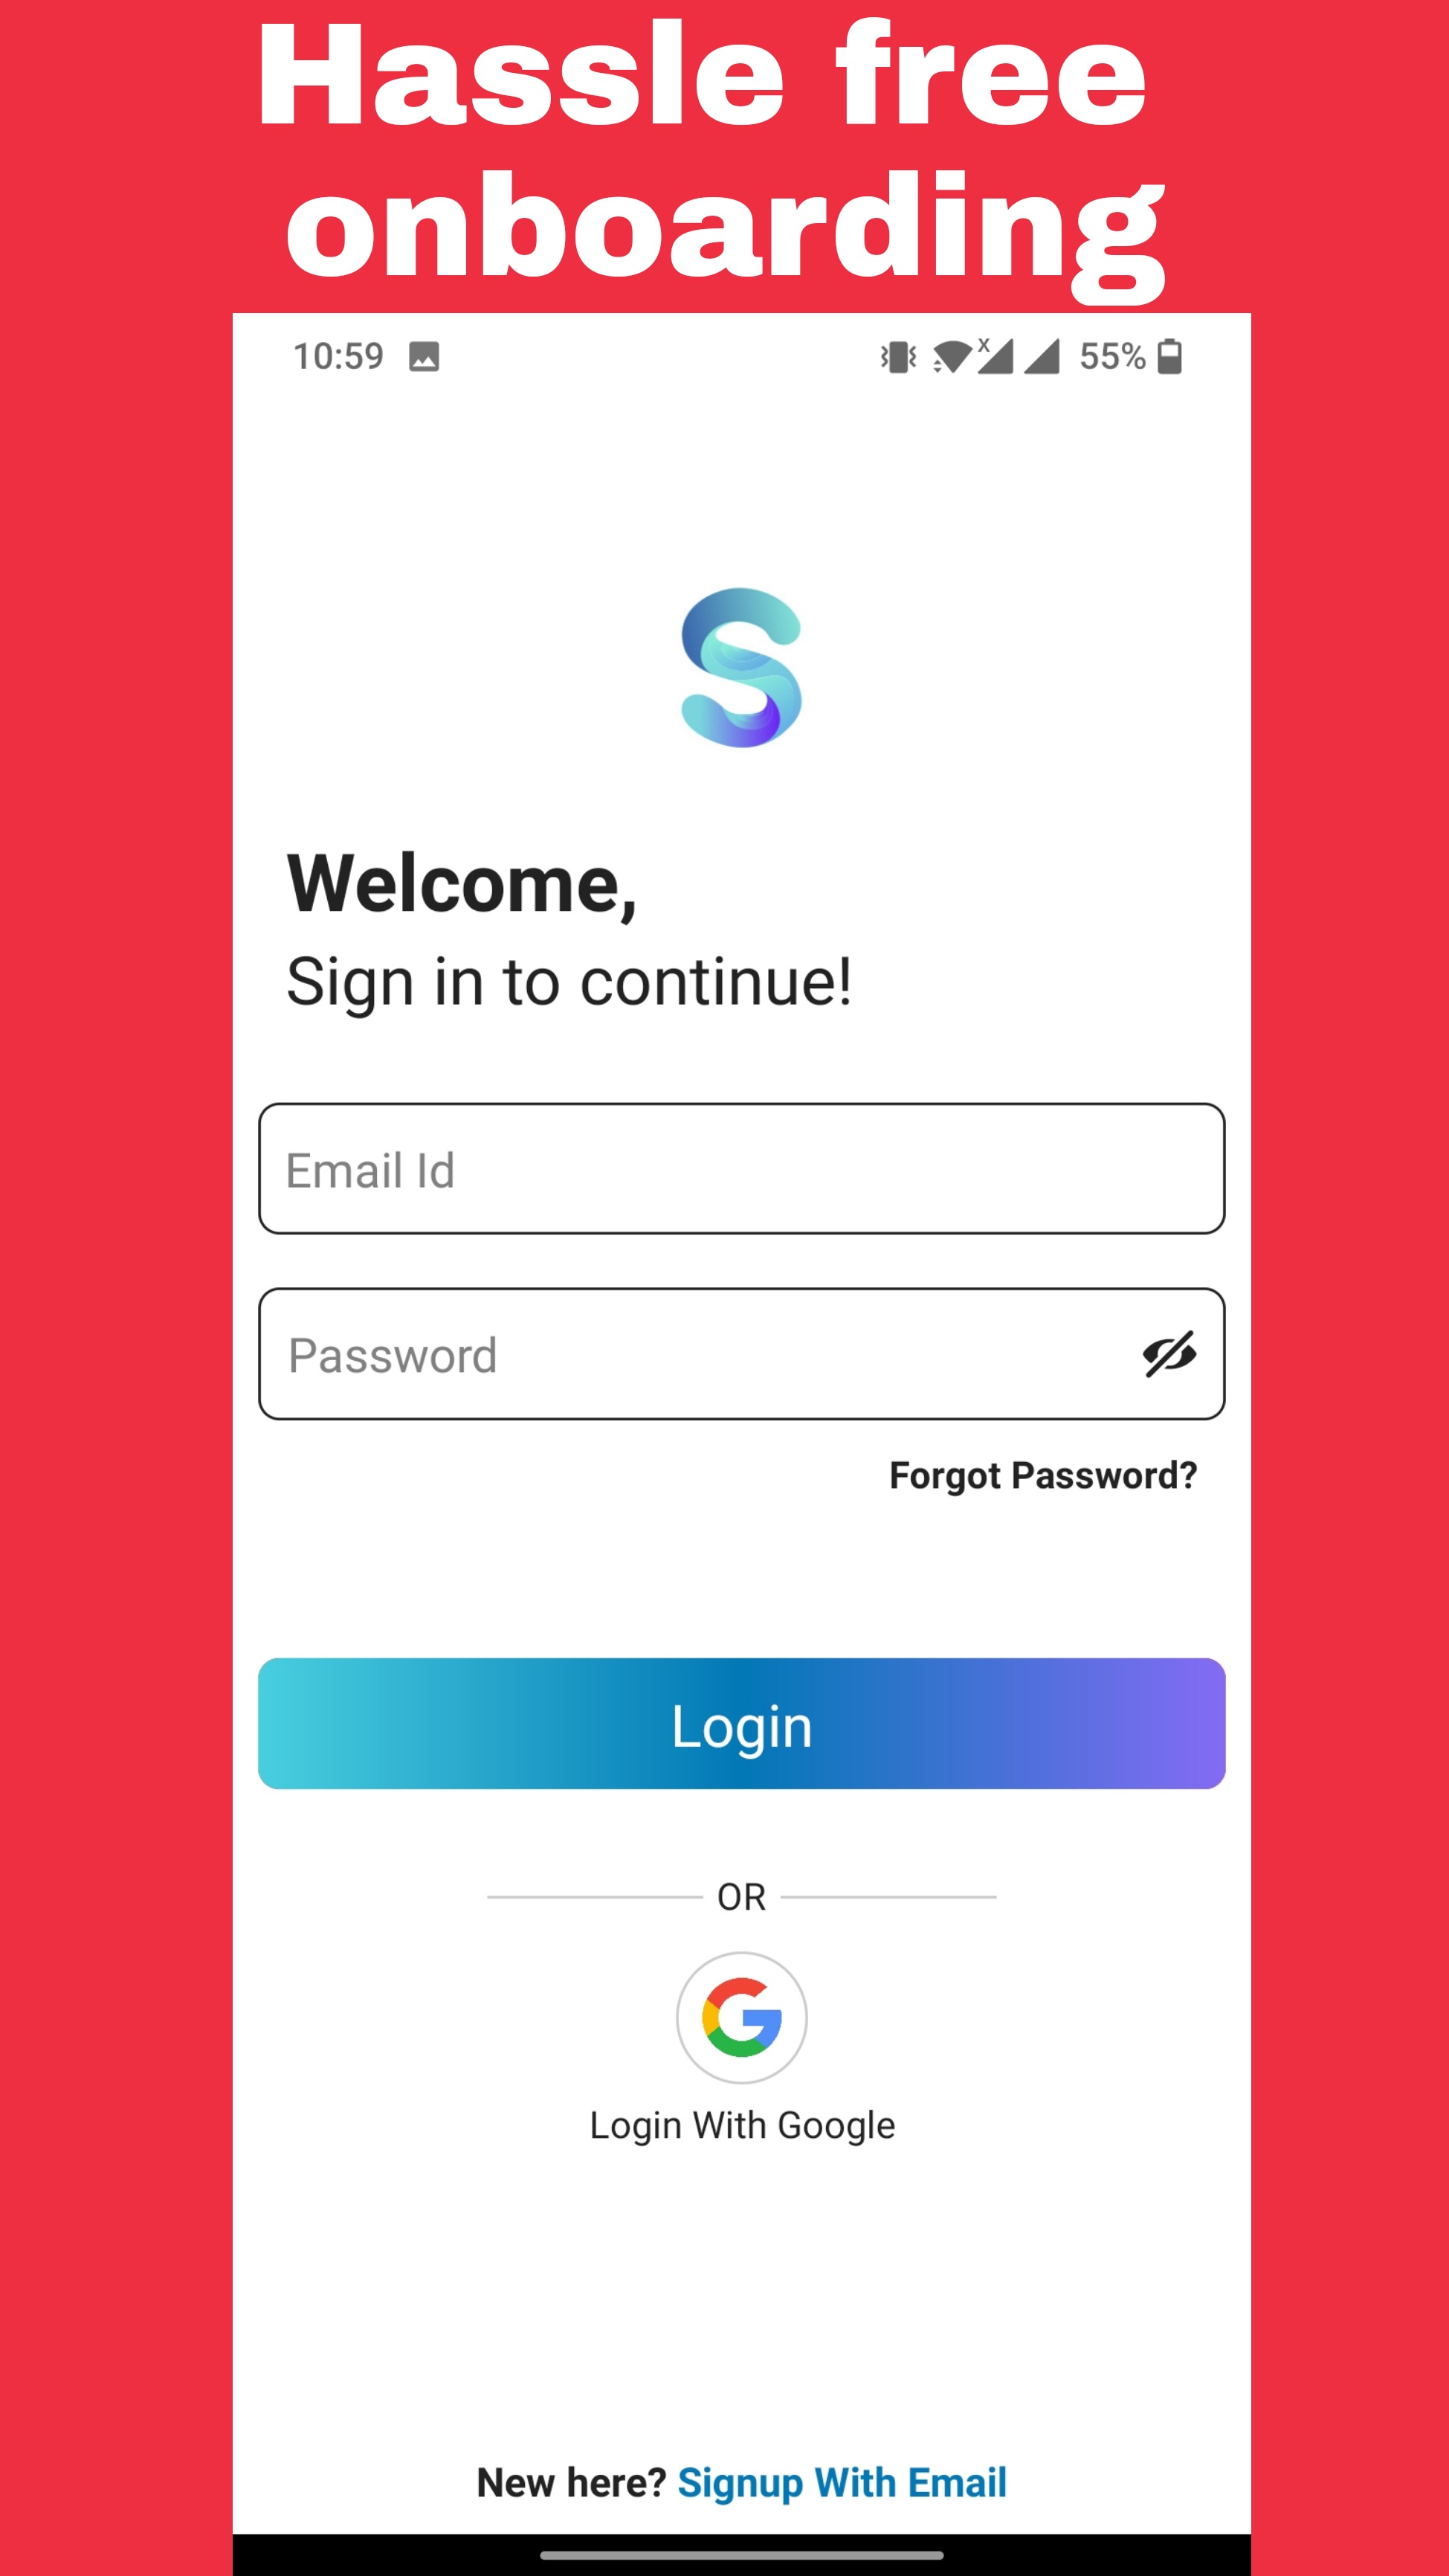 Hassle free
onboarding
10:59
x
55%
S
Welcome,
Sign in to continue!
Email Id
Password
Forgot Password?
Login
OR
G
Login With Google
New here? Signup With Email